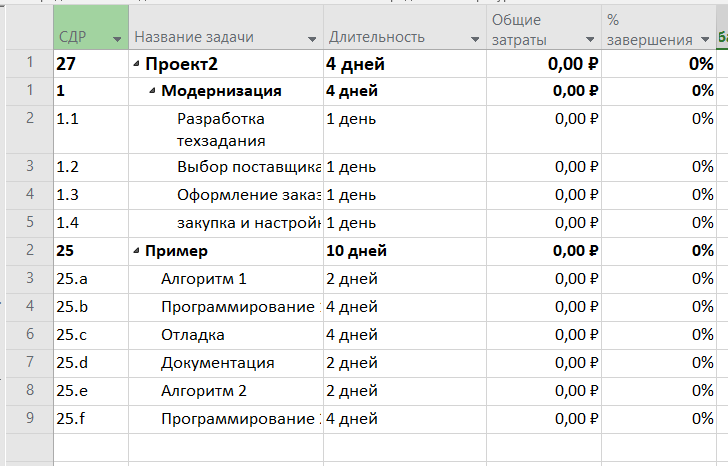 СДР Название задачи Длительность Общие затраты % завершения
1 27 Проект2 4 дней 0,00 ₽ 0%
1 1 Модернизация 4 дней 0,00 ₽ 0%
2 1.1 Разработка техзадания 1 день 0,00 ₽ 0%
3 1.2 Выбор поставщика 1 день 0,00 ₽ 0%
4 1.3 Оформление заказ 1 день 0,00 ₽ 0%
5 1.4 закупка и настройк 1 день 0,00 ₽ 0%
2 25 Пример 10 дней 0,00 ₽ 0%
3 25.a Алгоритм 1 2 дней 0,00 ₽ 0%
4 25.b Программирование 4 дней 0,00 ₽ 0%
6 25.c Отладка 4 дней 0,00 ₽ 0%
7 25.d Документация 2 дней 0,00 ₽ 0%
8 25.e Алгоритм 2 2 дней 0,00 ₽ 0%
9 25.f Программирование 4 дней 0,00 ₽ 0%